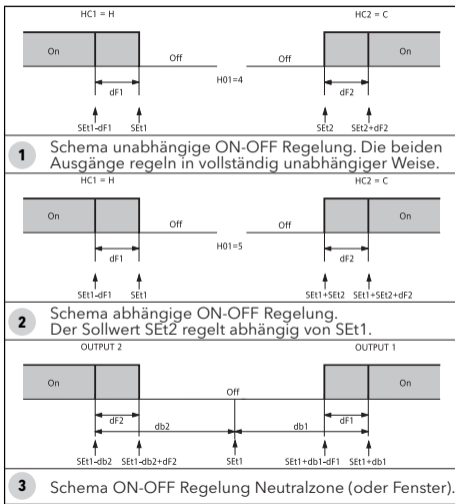 HC1 = H HC2 = C
On Off Off On
H01=4
dF1 dF2
SEt1-dF1 SEt1 SEt2 SEt2+dF2
1 Schema unabhängige ON-OFF Regelung. Die beiden
Ausgänge regeln in vollständig unabhängiger Weise.
HC1 = H HC2 = C
On Off Off On
H01=5
dF1 dF2
SEt1-dF1 SEt1 SEt1+SEt2 SEt1+SEt2+dF2
2 Schema abhängige ON-OFF Regelung.
Der Sollwert SEt2 regelt abhängig von SEt1.
OUTPUT 2 OUTPUT 1
On Off On
dF2 db2 db1 dF1
SEt1-db2 SEt1-db2+dF2 SEt1 SEt1+db1-dF1 SEt1+db1
3 Schema ON-OFF Regelung Neutralzone (oder Fenster).